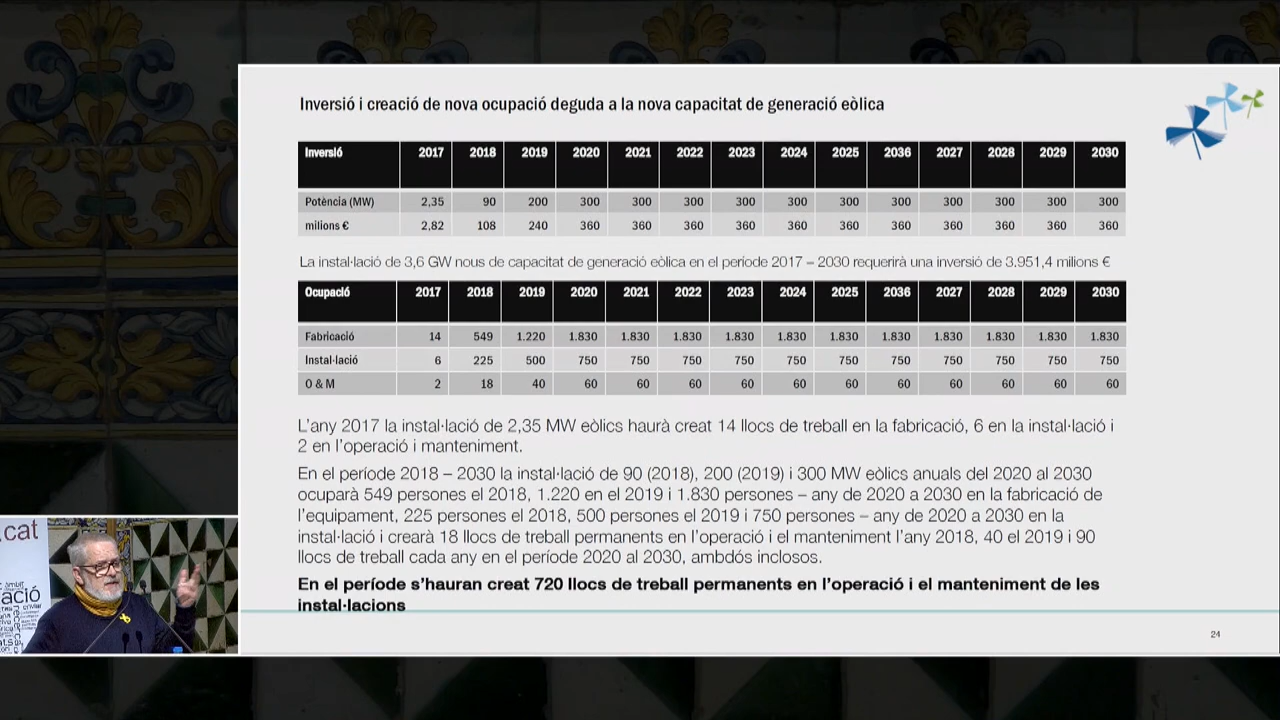 Inversió i creació de nova ocupació deguda a la nova capacitat de generació eòlica
Inversió 2017 2018 2019 2020 2021 2022 2023 2024 2025 2036 2027 2028 2029 2030
Potència (MW) 2,35 90 200 300 300 300 300 300 300 300 300 300 300 300
milions € 2,82 108 240 360 360 360 360 360 360 360 360 360 360 360
La instal·lació de 3,6 GW nous de capacitat de generació eòlica en el període 2017 – 2030 requerirà una inversió de 3.951,4 milions €
Ocupació 2017 2018 2019 2020 2021 2022 2023 2024 2025 2036 2027 2028 2029 2030
Fabricació 14 549 1.220 1.830 1.830 1.830 1.830 1.830 1.830 1.830 1.830 1.830 1.830 1.830
Instal·lació 6 225 500 750 750 750 750 750 750 750 750 750 750 750
O & M 2 18 40 60 60 60 60 60 60 60 60 60 60 60
L'any 2017 la instal·lació de 2,35 MW eòlics haurà creat 14 llocs de treball en la fabricació, 6 en la instal·lació i
2 en l'operació i manteniment.
En el període 2018 – 2030 la instal·lació de 90 (2018), 200 (2019) i 300 MW eòlics anuals del 2020 al 2030
ocuparà 549 persones el 2018, 1.220 en el 2019 i 1.830 persones – any de 2020 a 2030 en la fabricació de
l'equipament, 225 persones el 2018, 500 persones el 2019 i 750 persones – any de 2020 a 2030 en la
instal·lació i crearà 18 llocs de treball permanents en l'operació i el manteniment l'any 2018, 40 el 2019 i 90
llocs de treball cada any en el període 2020 al 2030, ambdós inclosos.
En el període s'hauran creat 720 llocs de treball permanents en l'operació i el manteniment de les
instal·lacions
24
.cat
àmbit
ació
enviar